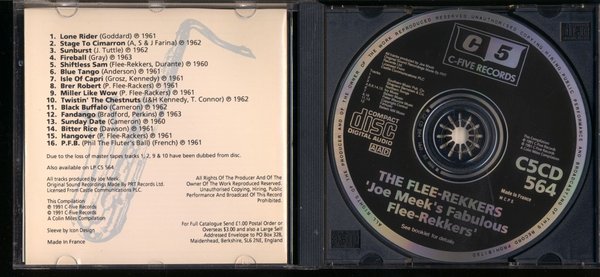 1. Lone Rider (Goddard) ℗ 1961
2. Stage To Cimarron (A, S & J Farina) ℗ 1962
3. Sunburst (J. Tuttle) ℗ 1962
4. Fireball (Gray) ℗ 1963
5. Shiftless Sam (Flee-Rekkers, Durante) ℗ 1960
6. Blue Tango (Anderson) ℗ 1961
7. Isle Of Capri (Grosz, Kennedy) ℗ 1961
8. Brer Robert (P. Flee-Rackers) ℗ 1961
9. Miller Like Wow (P. Flee-Rackers) ℗ 1961
10. Twistin' The Chestnuts (J&H Kennedy, T. Connor) ℗ 1962
11. Black Buffalo (Cameron) ℗ 1962
12. Fandango (Bradford, Perkins) ℗ 1963
13. Sunday Date (Cameron) ℗ 1960
14. Bitter Rice (Dawson) ℗ 1961
15. Hangover (P. Flee-Rackers) ℗ 1961
16. P.F.B. (Phil The Fluter's Ball) (French) ℗ 1961
Due to the loss of master tapes tracks 1, 2, 9 & 10 have been dubbed from disc.
Also available on LP C5 564.
All tracks produced by Joe Meek.
Original Sound Recordings Made by PRT Records Ltd.
Licensed From Castle Communications PLC.
This Compilation
℗ 1991 C-Five Records
© 1991 C-Five Records
A Colin Miles Compilation.
Sleeve by Icon Design
Made in France
All Rights Of The Producer And Of The
Owner Of The Work Reproduced Reserved.
Unauthorised Copying, Hiring, Public
Performance And Broadcast Of This Record
Prohibited.
For Full Catalogue Send £1.00 Postal Order or
Overseas $3.00 and also a Large Self
Addressed Envelope to PO Box 328,
Maidenhead, Berkshire, SL6 2NE, England
C 5
C-FIVE RECORDS
COMPACT
disc
DIGITAL AUDIO
AAD
C5CD
564
Made in France
M.C.P.S.
THE FLEE-REKKERS
'Joe Meek's Fabulous
Flee-Rekkers'
See booklet for details